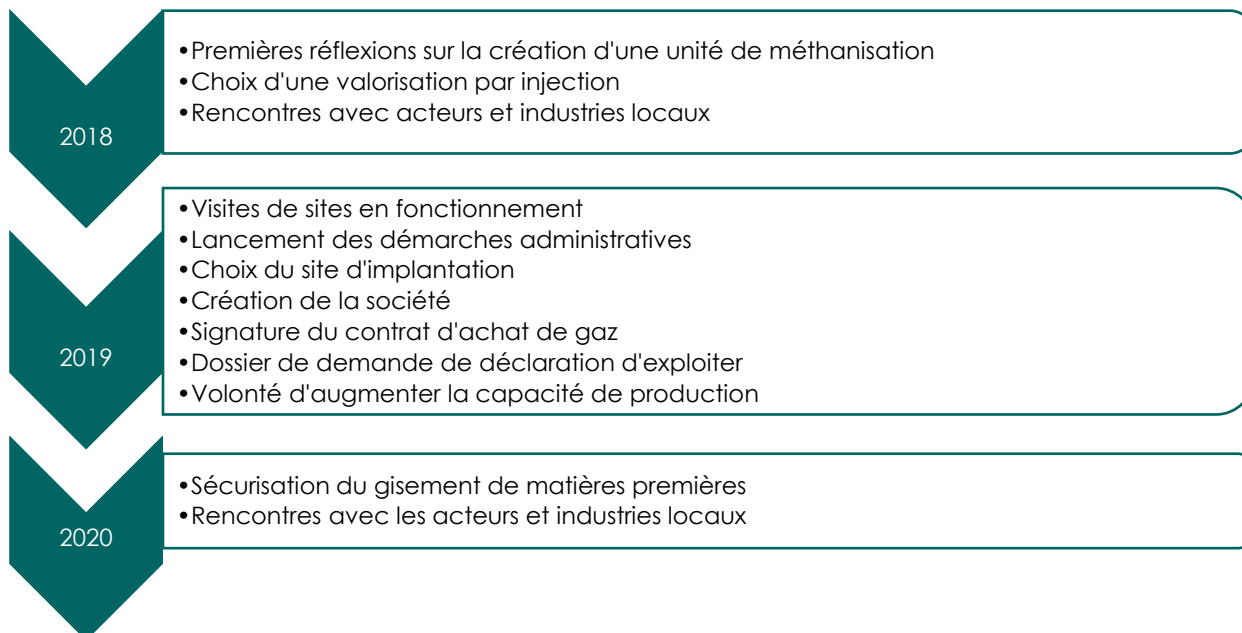 •Premières réflexions sur la création d'une unité de méthanisation
•Choix d'une valorisation par injection
•Rencontres avec acteurs et industries locaux
2018
•Visites de sites en fonctionnement
•Lancement des démarches administratives
•Choix du site d'implantation
•Création de la société
•Signature du contrat d'achat de gaz
•Dossier de demande de déclaration d'exploiter
•Volonté d'augmenter la capacité de production
2019
•Sécurisation du gisement de matières premières
•Rencontres avec les acteurs et industries locaux
2020